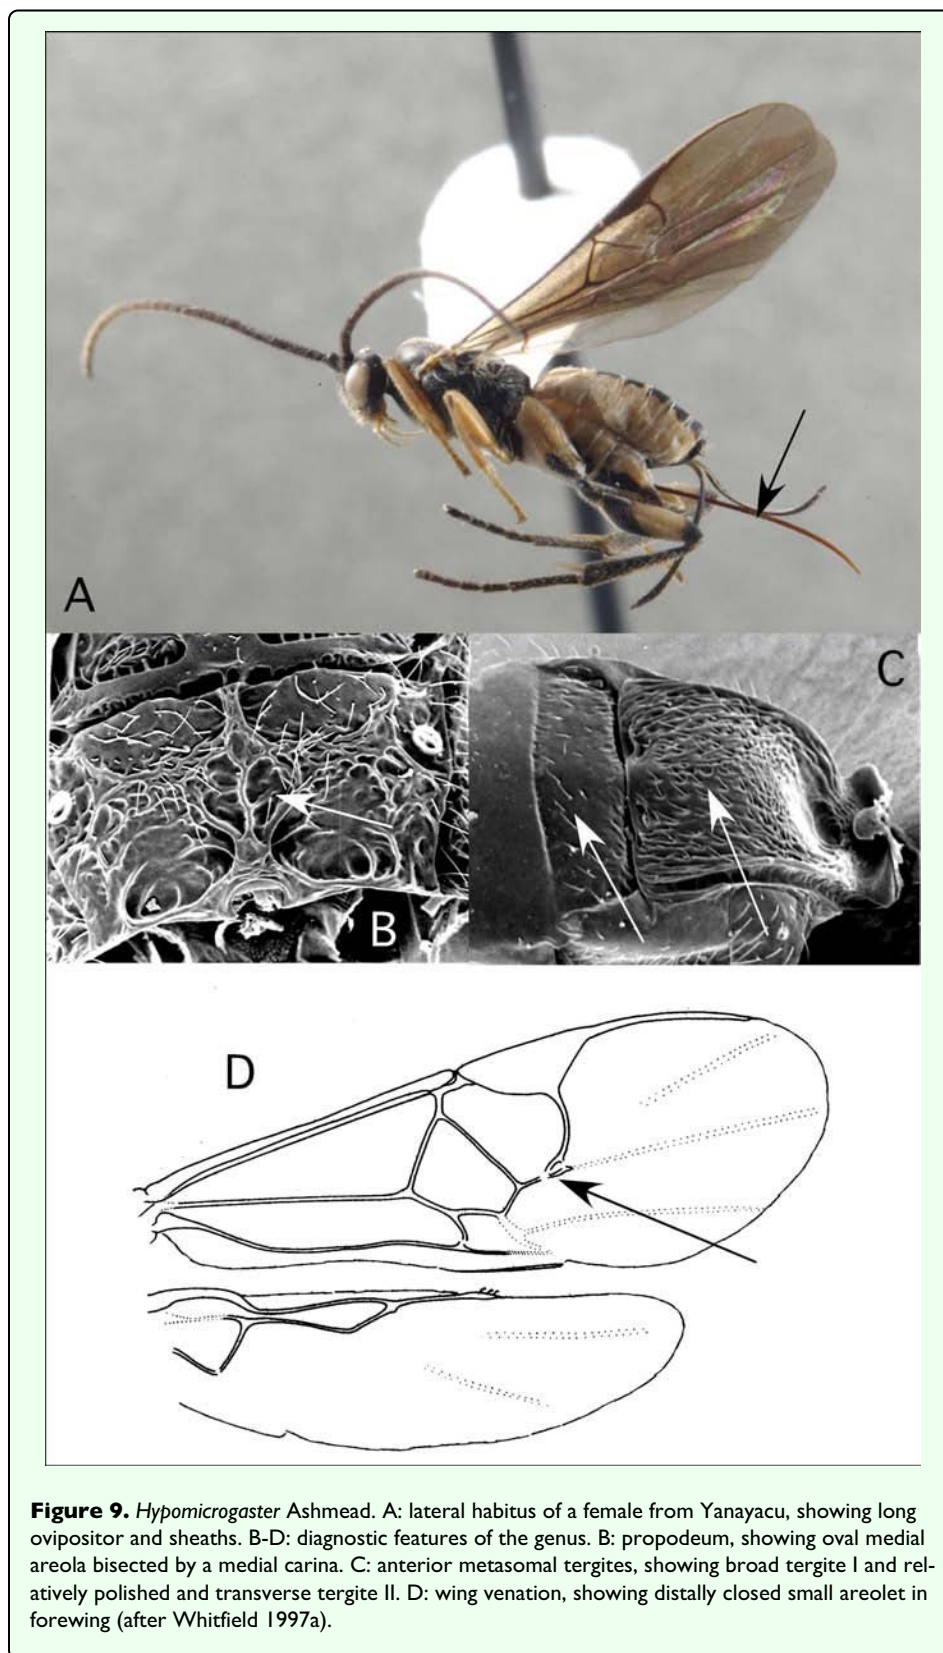 A
C
B
D
Figure 9. Hypomicrogaster Ashmead. A: lateral habitus of a female from Yanayacu, showing long
ovipositor and sheaths. B-D: diagnostic features of the genus. B: propodeum, showing oval medial
areola bisected by a medial carina. C: anterior metasomal tergites, showing broad tergite I and rel-
atively polished and transverse tergite II. D: wing venation, showing distally closed small areolet in
forewing (after Whitfield 1997a).